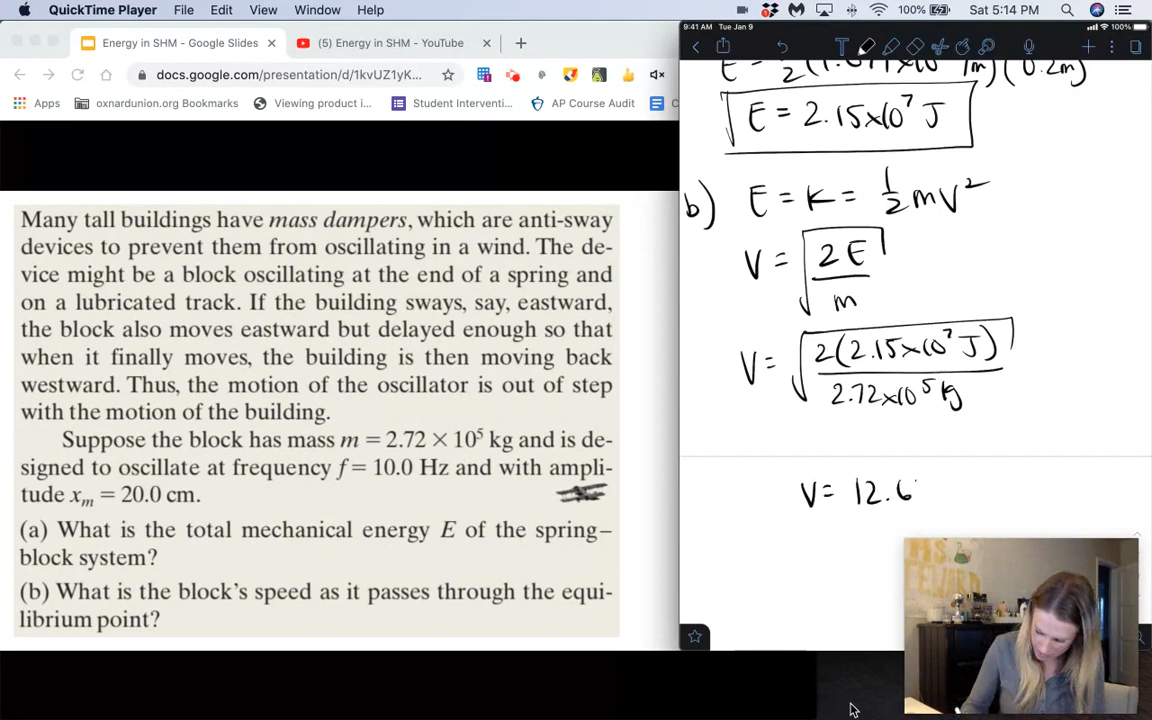 QuickTime Player File Edit View Window Help 100% Sat 5:14 PM
Energy in SHM - Google Slides × (5) Energy in SHM - YouTube × +
docs.google.com/presentation/d/1kvUZ1yK...
Apps oxnardunion.org Bookmarks Viewing product i... Student Interventi... AP Course Audit
Many tall buildings have mass dampers, which are anti-sway
devices to prevent them from oscillating in a wind. The de-
vice might be a block oscillating at the end of a spring and
on a lubricated track. If the building sways, say, eastward,
the block also moves eastward but delayed enough so that
when it finally moves, the building is then moving back
westward. Thus, the motion of the oscillator is out of step
with the motion of the building.
Suppose the block has mass m = 2.72 × 10⁵ kg and is de-
signed to oscillate at frequency f = 10.0 Hz and with ampli-
tude xₘ = 20.0 cm.
(a) What is the total mechanical energy E of the spring–
block system?
(b) What is the block's speed as it passes through the equi-
librium point?
9:41 AM Tue Jan 9 100%
E = 2.15×10⁷ J
b) E = K = ½mv²
V = √(2E/m)
V = √(2(2.15×10⁷ J)/2.72×10⁵ kg)
V = 12.6